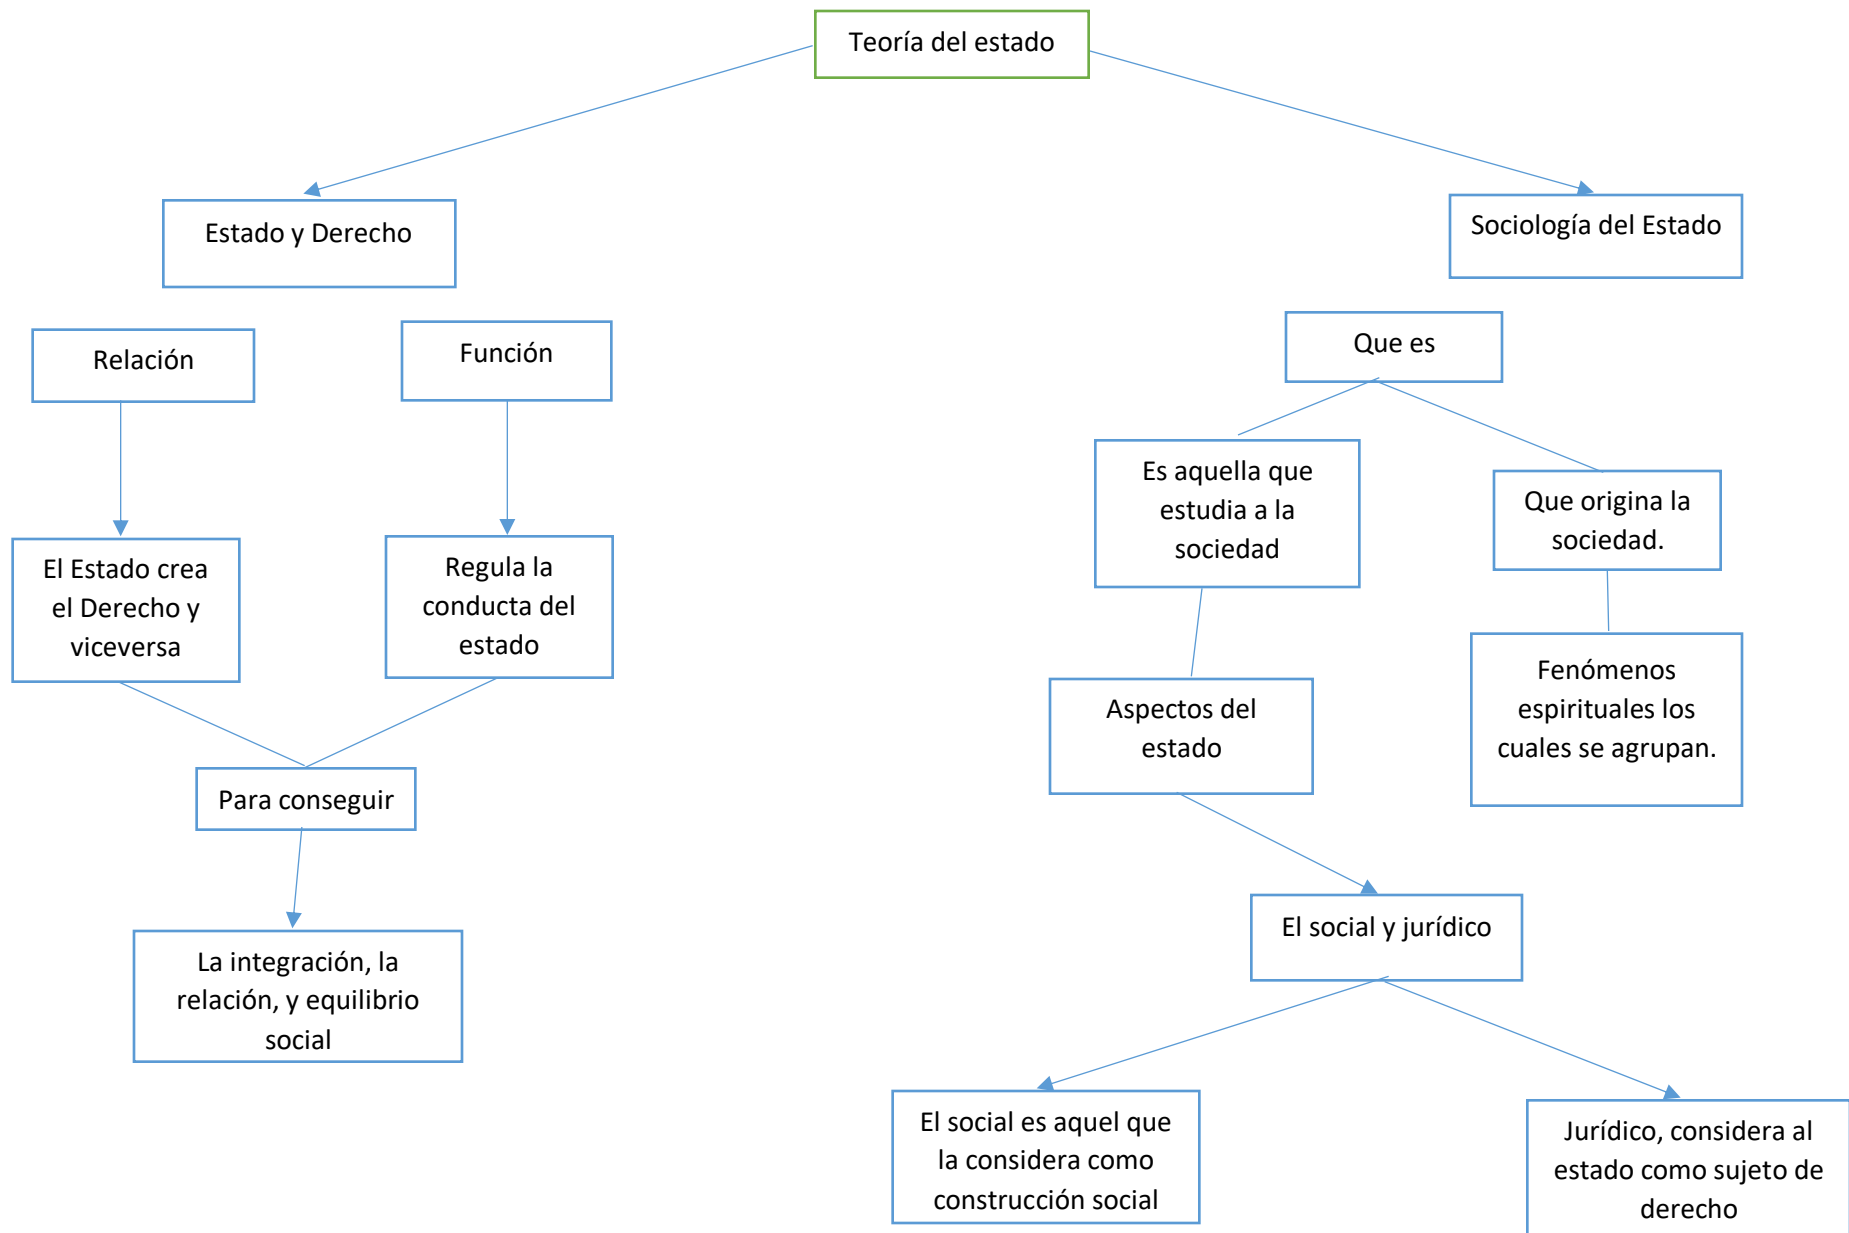 Teoría del estado
Estado y Derecho
Sociología del Estado
Relación
Función
Que es
El Estado crea
el Derecho y
viceversa
Regula la
conducta del
estado
Es aquella que
estudia a la
sociedad
Que origina la
sociedad.
Para conseguir
Aspectos del
estado
Fenómenos
espirituales los
cuales se agrupan.
La integración, la
relación, y equilibrio
social
El social y jurídico
El social es aquel que
la considera como
construcción social
Jurídico, considera al
estado como sujeto de
derecho